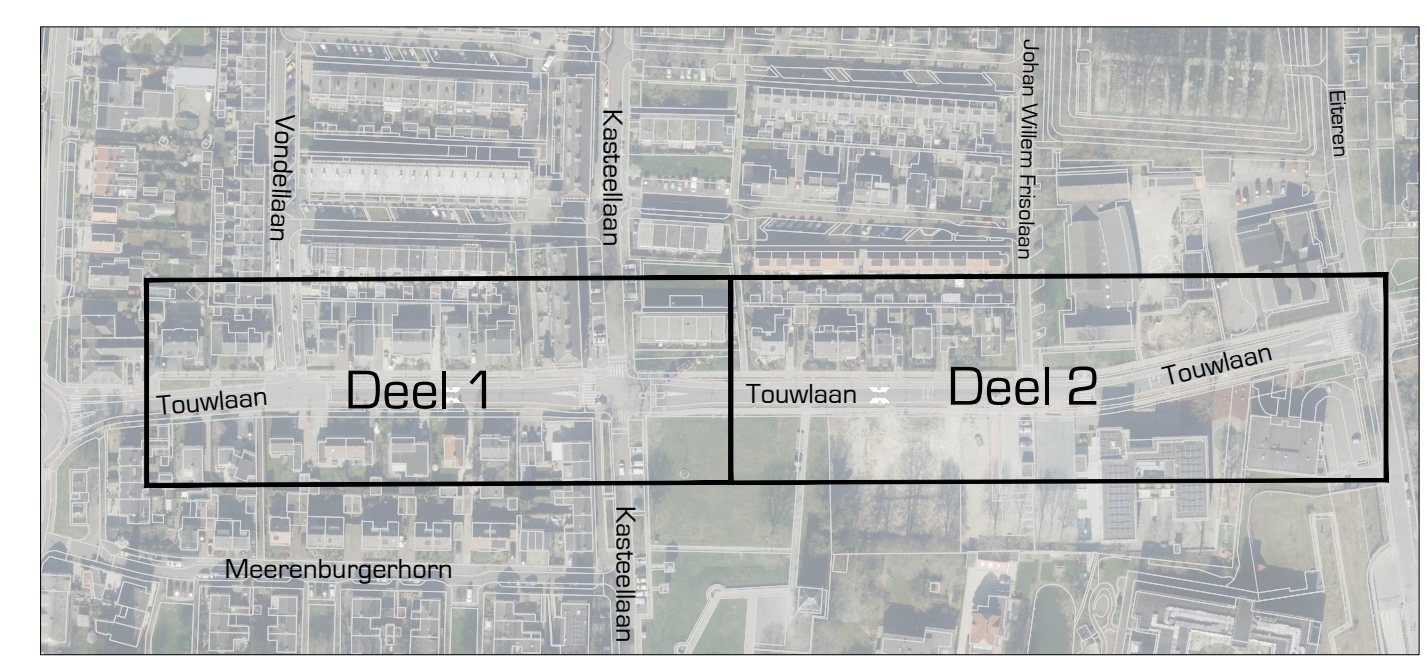 Vondellaan
Kasteellaan
Johan Willem Frisolaan
Eiteren
Touwlaan
Deel 1
Touwlaan
Deel 2
Touwlaan
Kasteellaan
Meerenburgerhorn